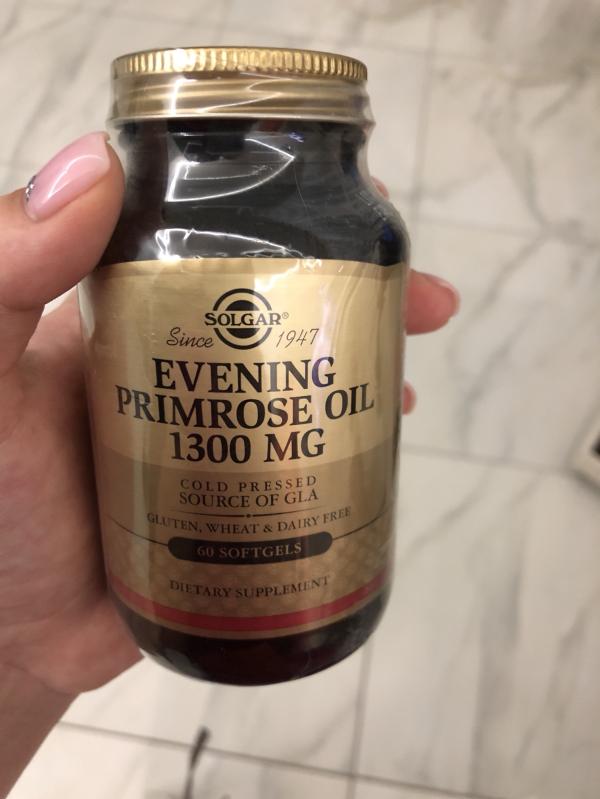 SOLGAR®
Since 1947
EVENING
PRIMROSE OIL
1300 MG
COLD PRESSED
SOURCE OF GLA
GLUTEN, WHEAT & DAIRY FREE
60 SOFTGELS
DIETARY SUPPLEMENT